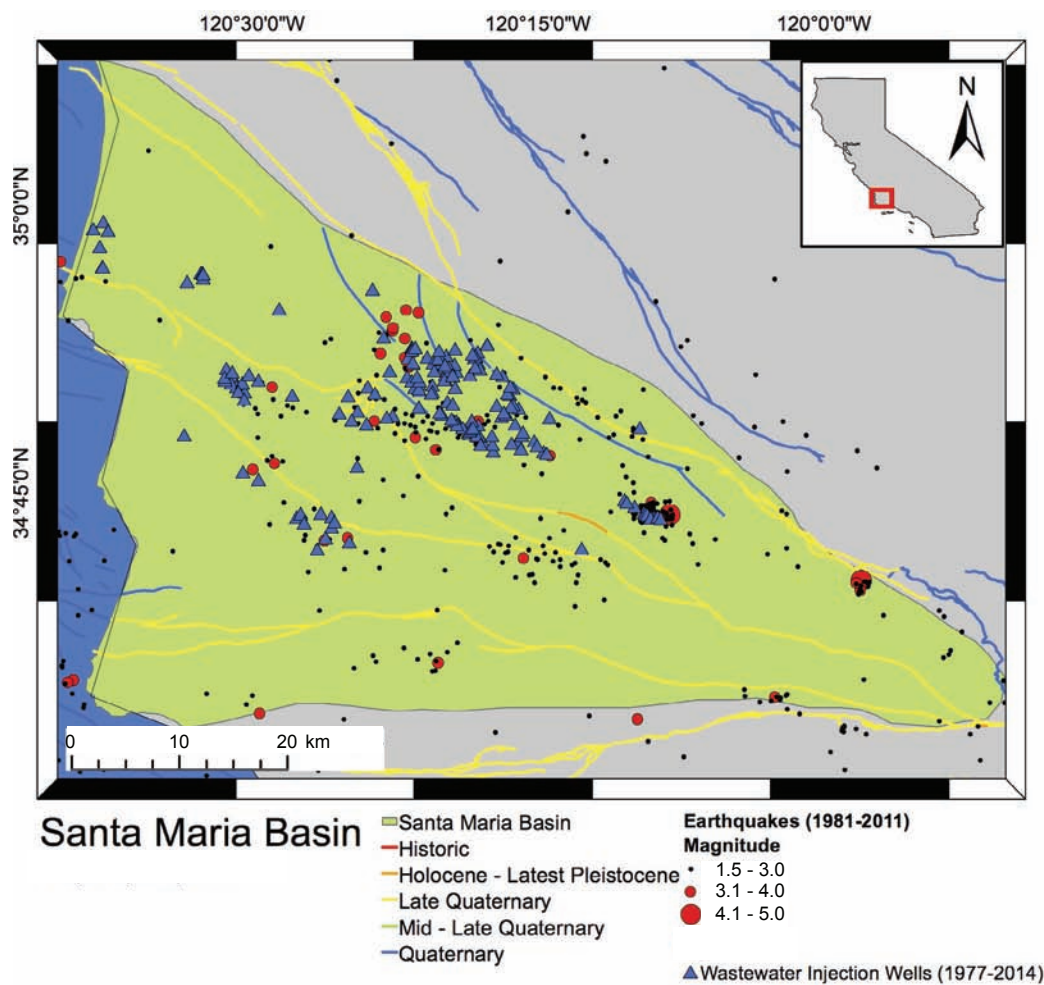 120°30'0"W 120°15'0"W 120°0'0"W
35°0'0"N
34°45'0"N
N
0 10 20 km
Santa Maria Basin
Santa Maria Basin
Historic
Holocene - Latest Pleistocene
Late Quaternary
Mid - Late Quaternary
Quaternary
Earthquakes (1981-2011)
Magnitude
1.5 - 3.0
3.1 - 4.0
4.1 - 5.0
Wastewater Injection Wells (1977-2014)